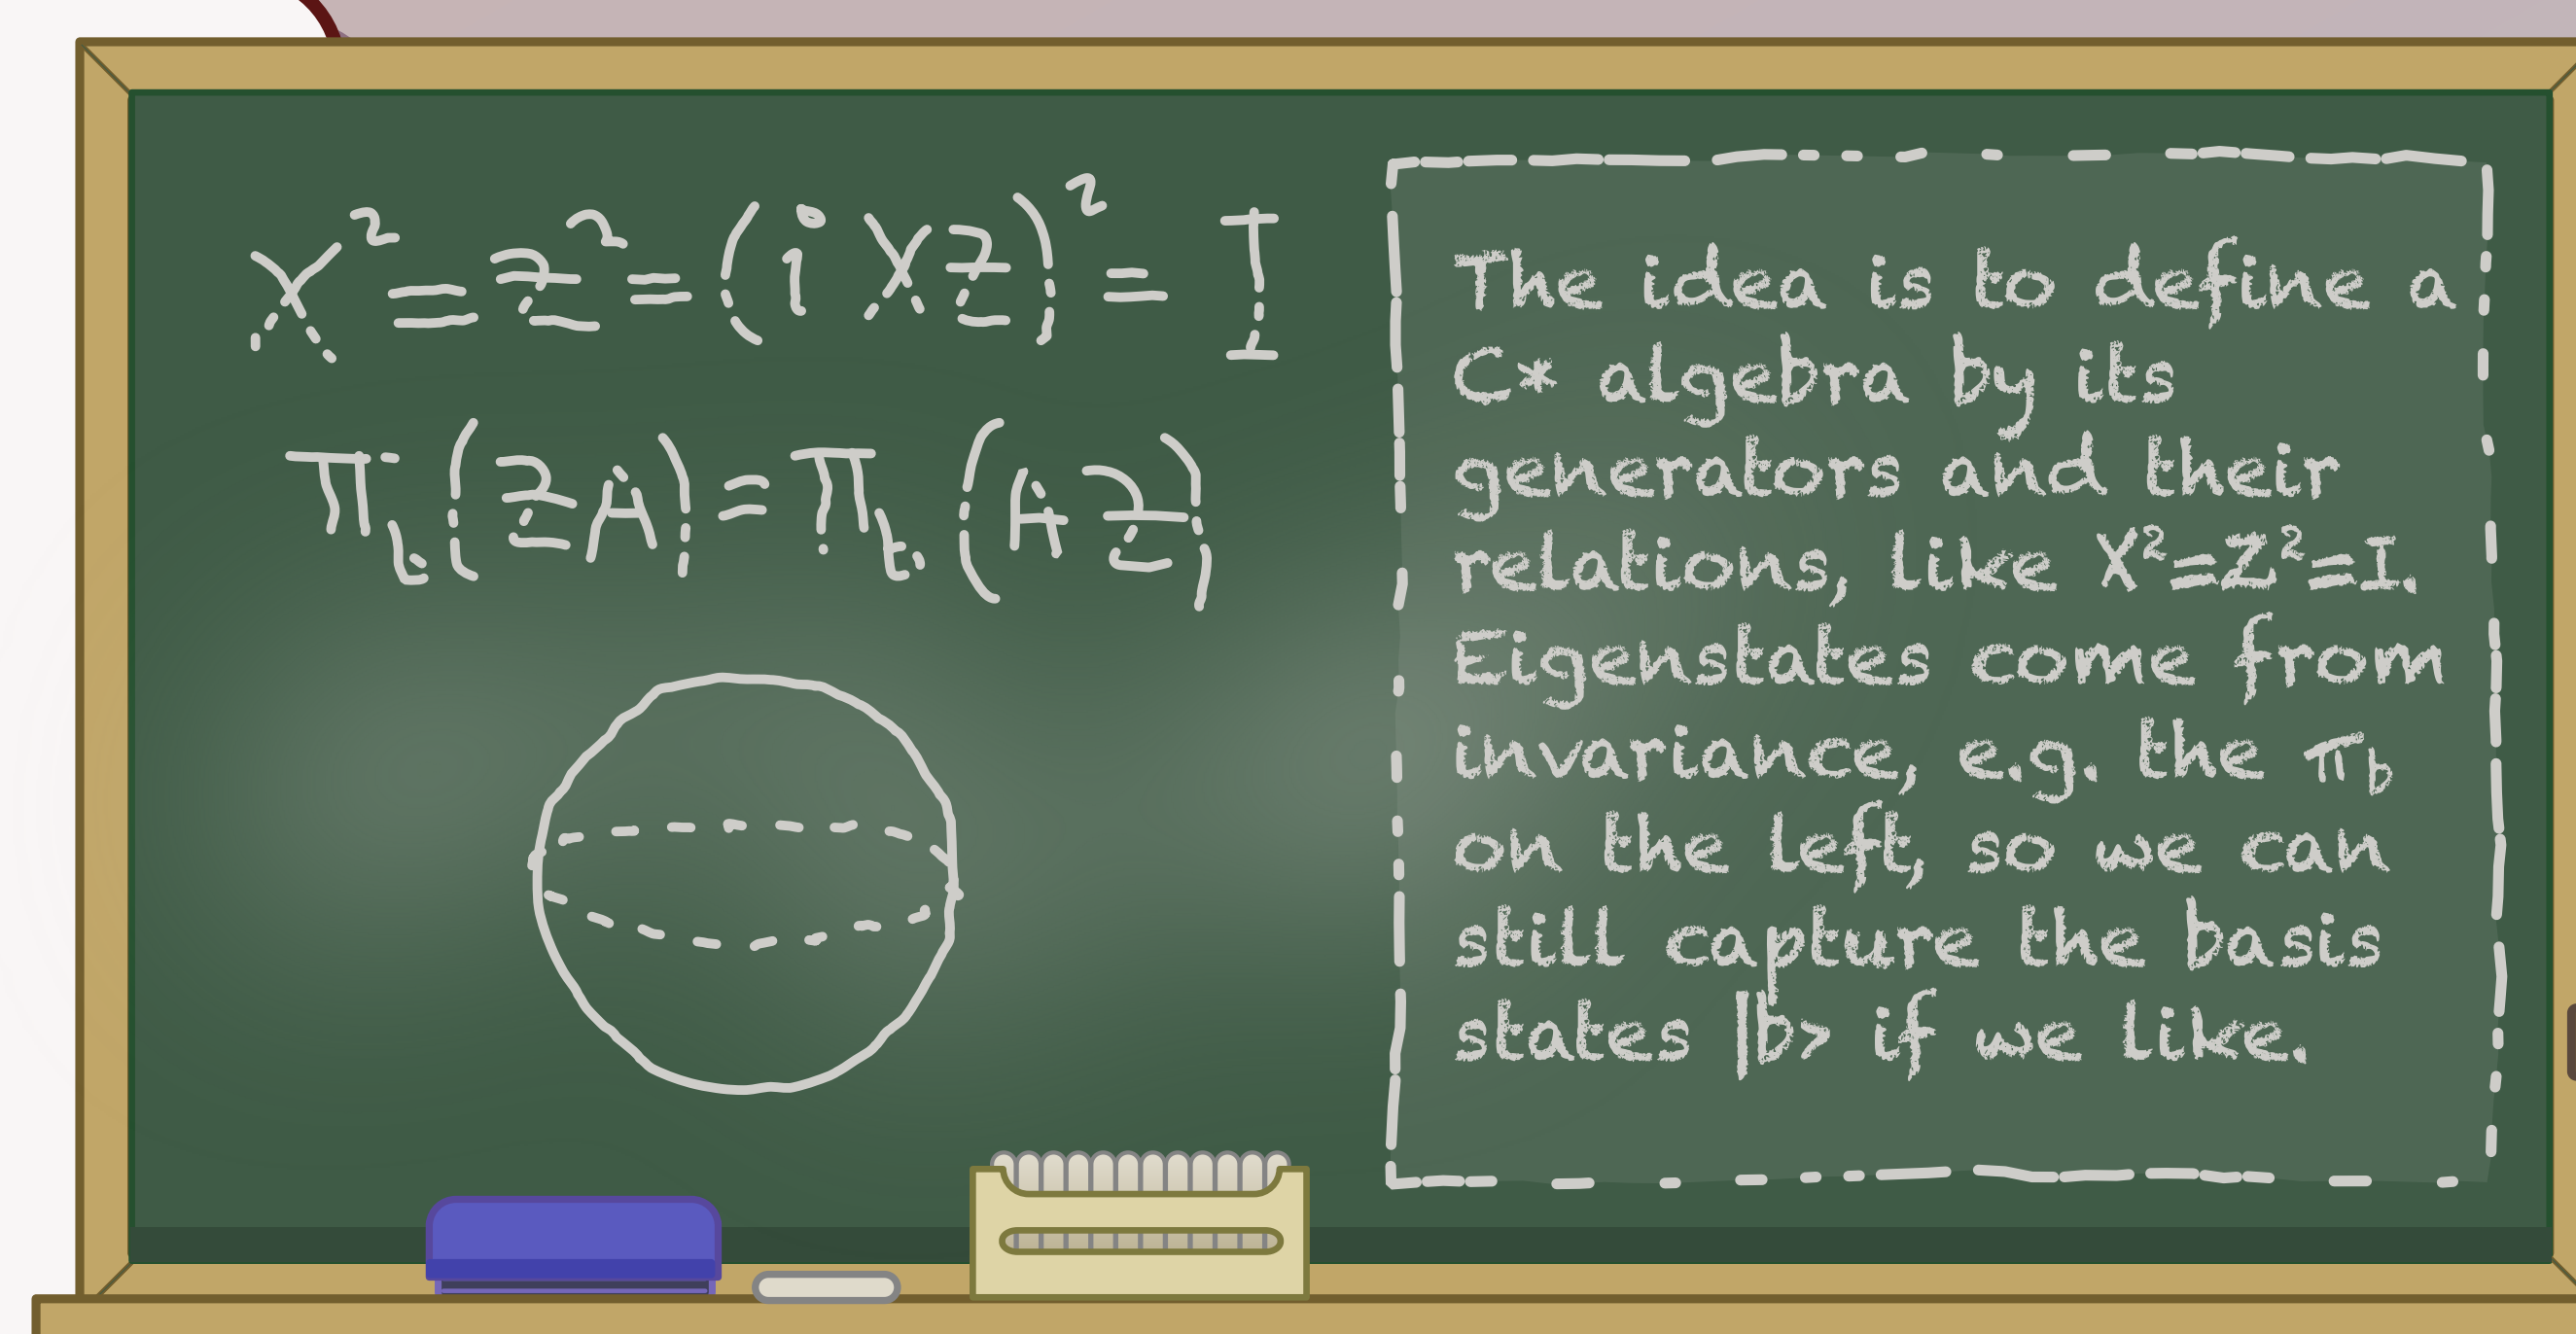 X²=Z²=(iXZ)²=I
π_b(ZA)=π_b(AZ)
The idea is to define a
C* algebra by its
generators and their
relations, like X²=Z²=I.
Eigenstates come from
invariance, e.g. the π_b
on the left, so we can
still capture the basis
states |b> if we like.